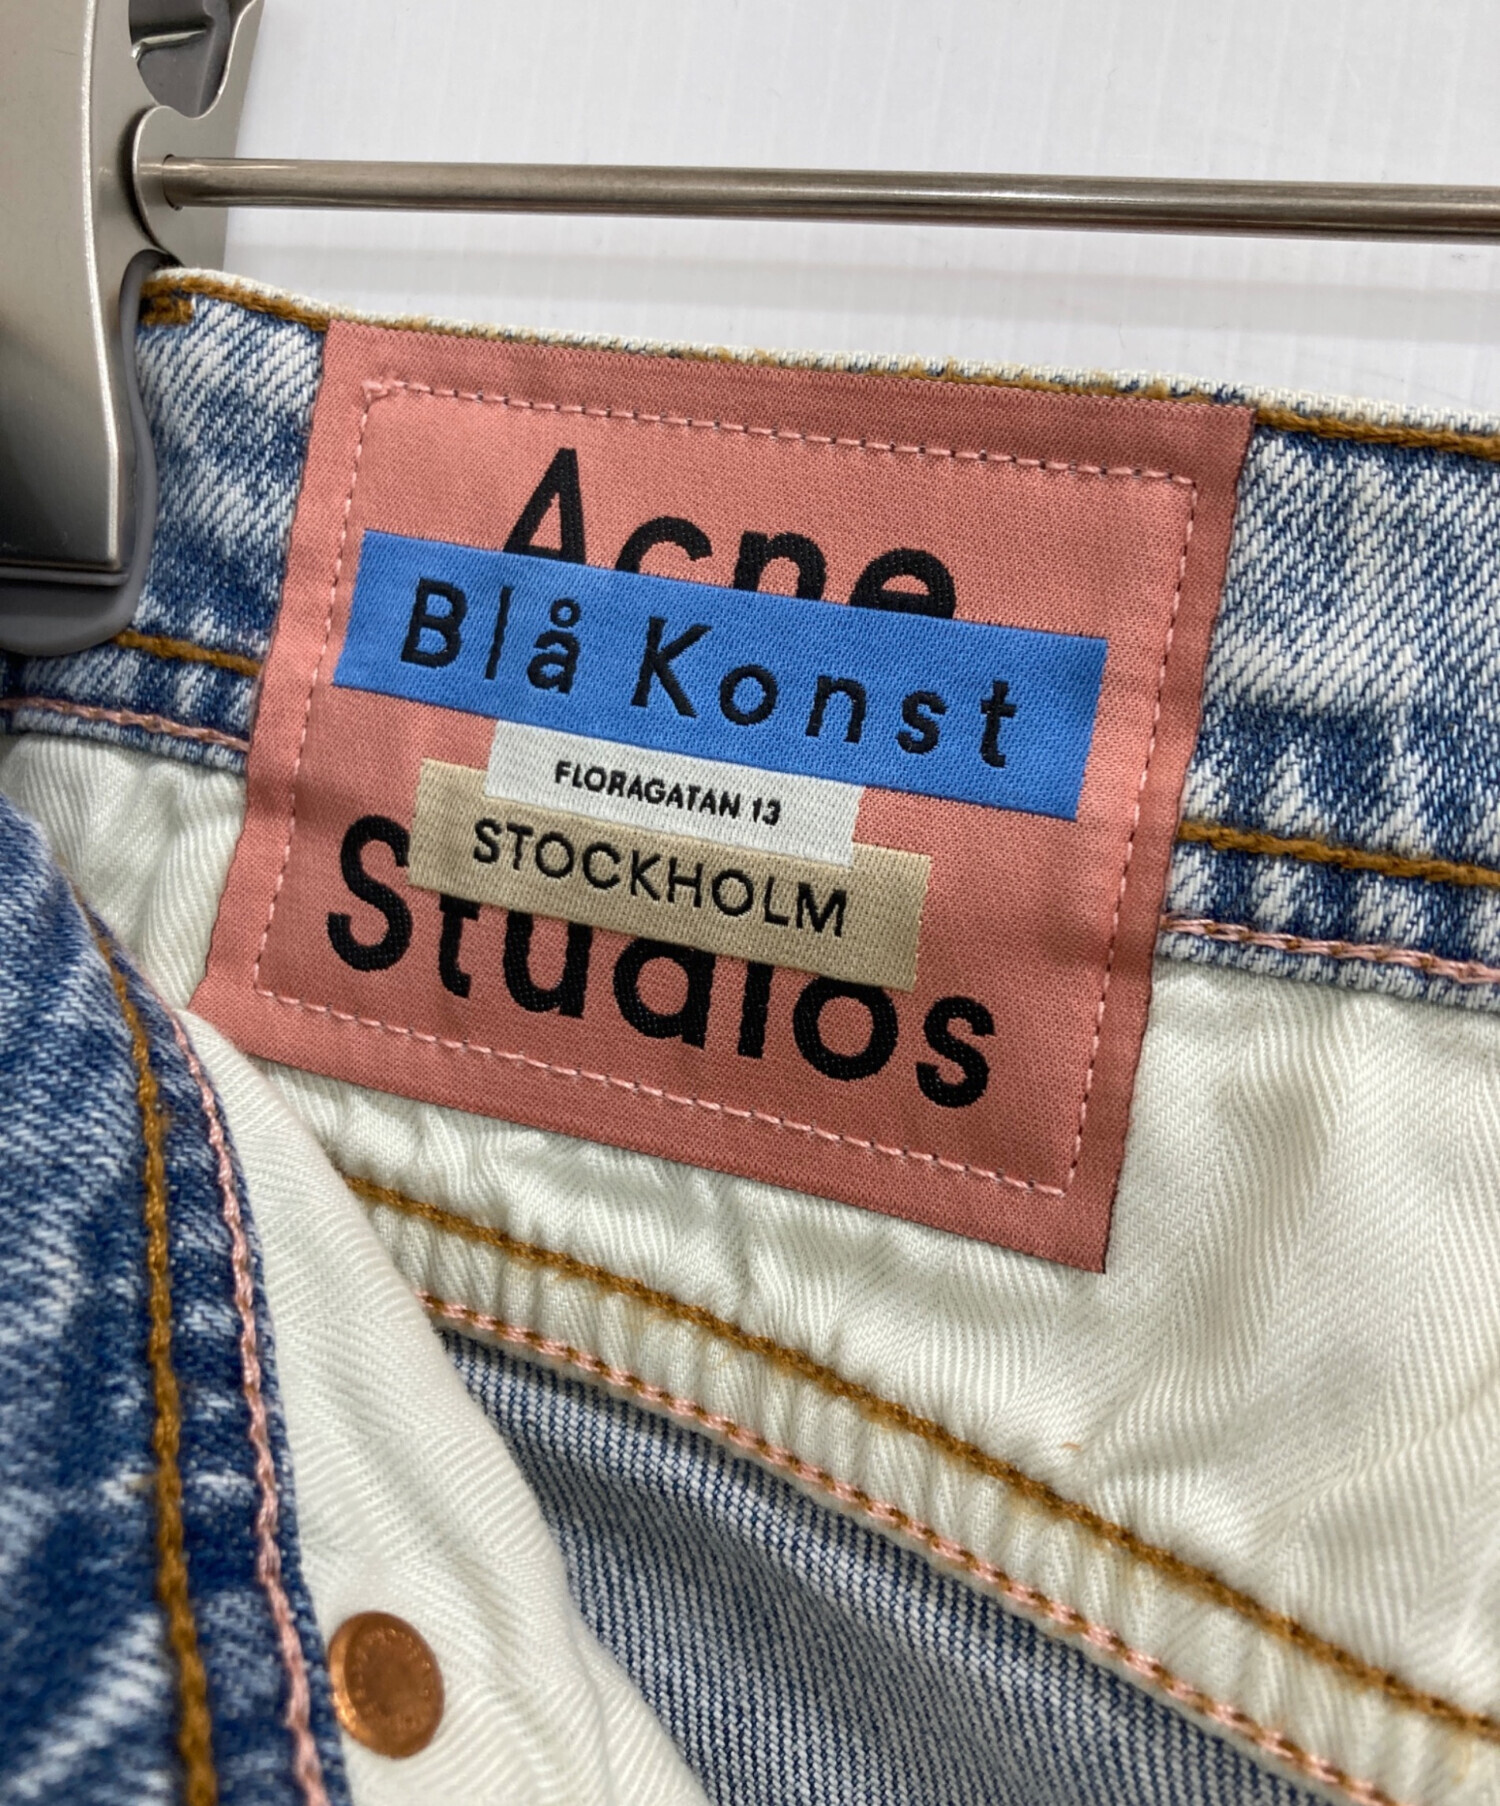 Acne
Blå Konst
FLORAGATAN 13
STOCKHOLM
Studios